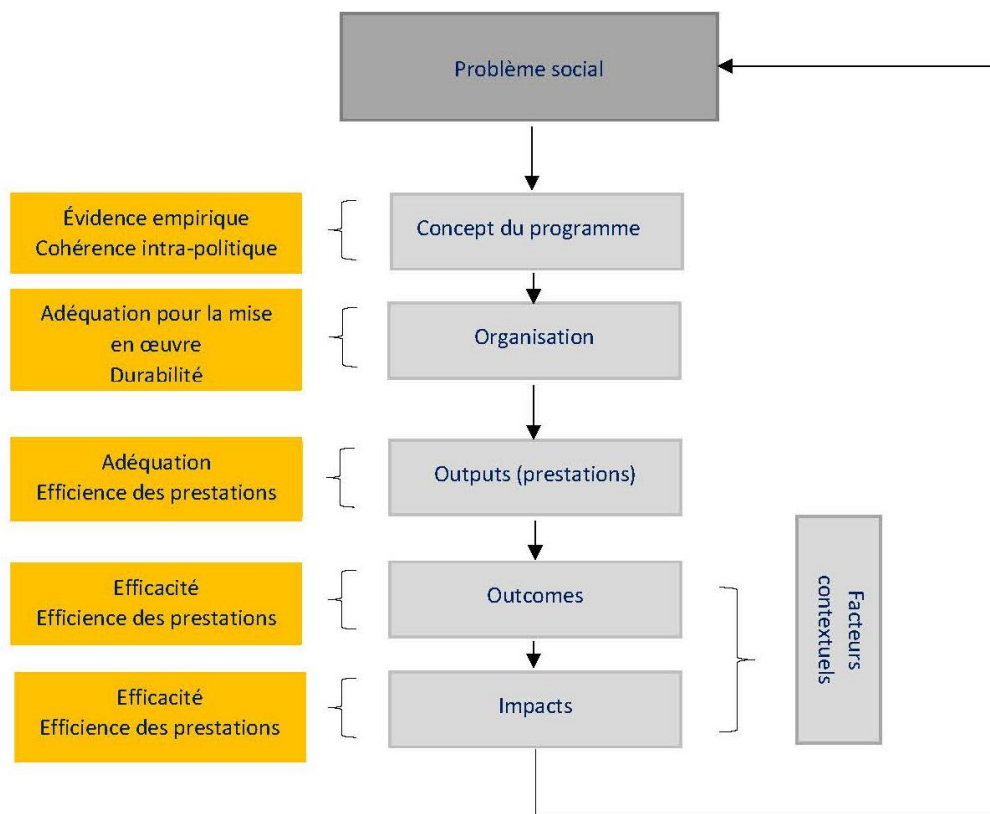 Problème social
Évidence empirique
Cohérence intra-politique
Concept du programme
Adéquation pour la mise
en œuvre
Durabilité
Organisation
Adéquation
Efficience des prestations
Outputs (prestations)
Efficacité
Efficience des prestations
Outcomes
Facteurs
contextuels
Efficacité
Efficience des prestations
Impacts